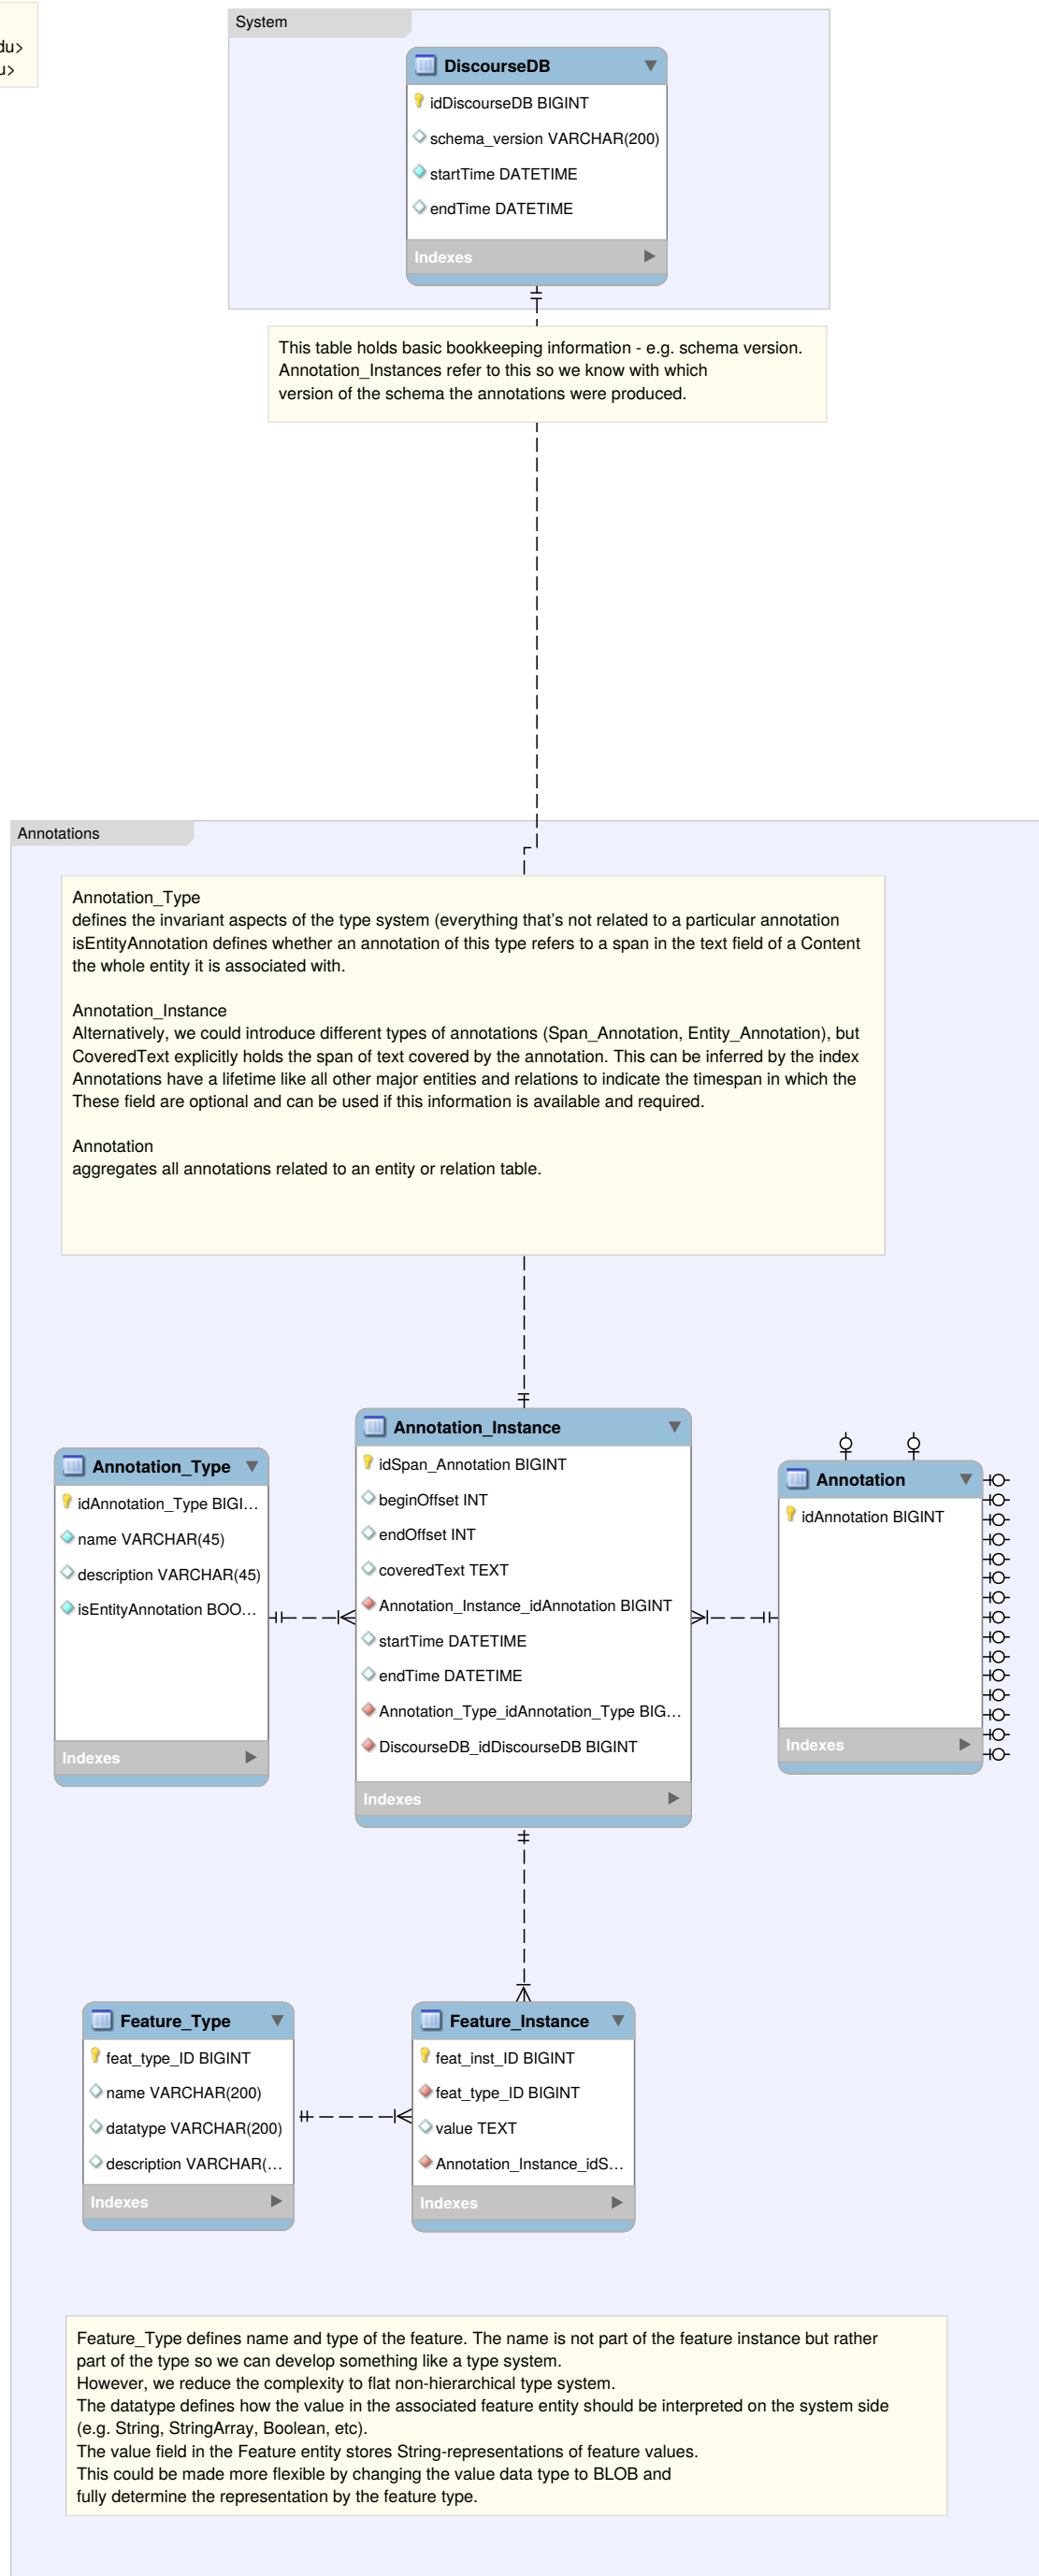 du>
u>
System
DiscourseDB
idDiscourseDB BIGINT
schema_version VARCHAR(200)
startTime DATETIME
endTime DATETIME
Indexes
This table holds basic bookkeeping information - e.g. schema version.
Annotation_Instances refer to this so we know with which
version of the schema the annotations were produced.
Annotations
Annotation_Type
defines the invariant aspects of the type system (everything that's not related to a particular annotation
isEntityAnnotation defines whether an annotation of this type refers to a span in the text field of a Content
the whole entity it is associated with.
Annotation_Instance
Alternatively, we could introduce different types of annotations (Span_Annotation, Entity_Annotation), but
CoveredText explicitly holds the span of text covered by the annotation. This can be inferred by the index
Annotations have a lifetime like all other major entities and relations to indicate the timespan in which the
These field are optional and can be used if this information is available and required.
Annotation
aggregates all annotations related to an entity or relation table.
Annotation_Type
idAnnotation_Type BIGI...
name VARCHAR(45)
description VARCHAR(45)
isEntityAnnotation BOO...
Indexes
Annotation_Instance
idSpan_Annotation BIGINT
beginOffset INT
endOffset INT
coveredText TEXT
Annotation_Instance_idAnnotation BIGINT
startTime DATETIME
endTime DATETIME
Annotation_Type_idAnnotation_Type BIG...
DiscourseDB_idDiscourseDB BIGINT
Indexes
Annotation
idAnnotation BIGINT
Indexes
Feature_Type
feat_type_ID BIGINT
name VARCHAR(200)
datatype VARCHAR(200)
description VARCHAR(...
Indexes
Feature_Instance
feat_inst_ID BIGINT
feat_type_ID BIGINT
value TEXT
Annotation_Instance_idS...
Indexes
Feature_Type defines name and type of the feature. The name is not part of the feature instance but rather
part of the type so we can develop something like a type system.
However, we reduce the complexity to flat non-hierarchical type system.
The datatype defines how the value in the associated feature entity should be interpreted on the system side
(e.g. String, StringArray, Boolean, etc).
The value field in the Feature entity stores String-representations of feature values.
This could be made more flexible by changing the value data type to BLOB and
fully determine the representation by the feature type.